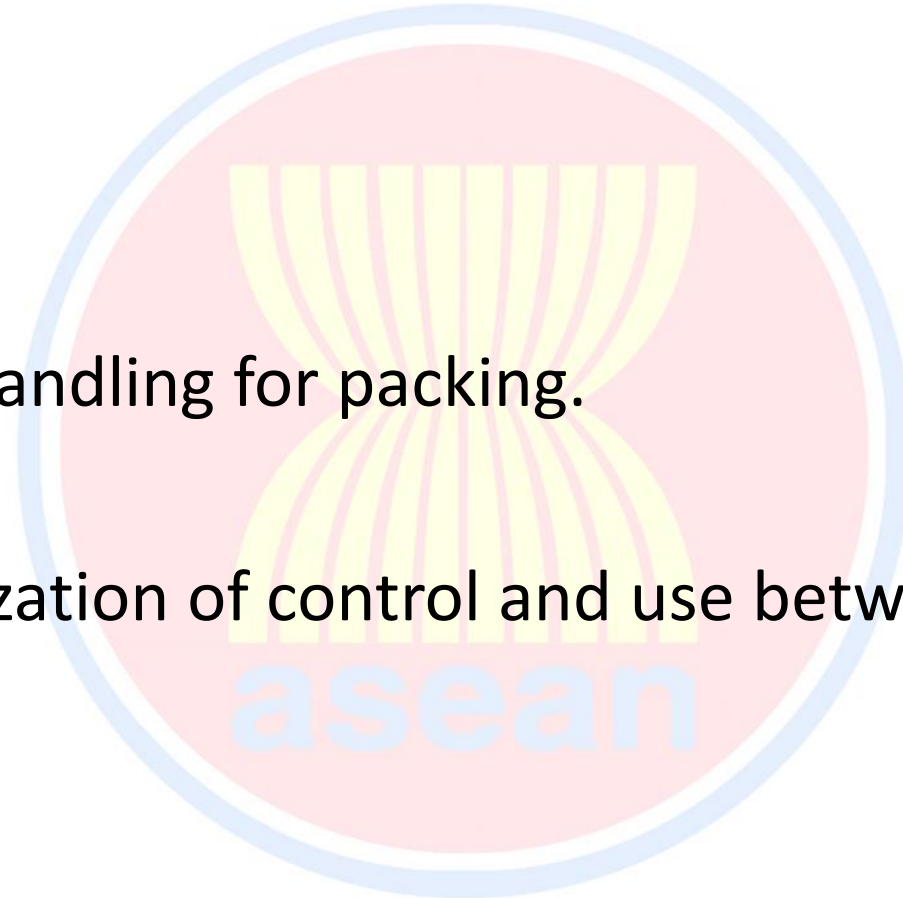 andling for packing.
zation of control and use betw
asean